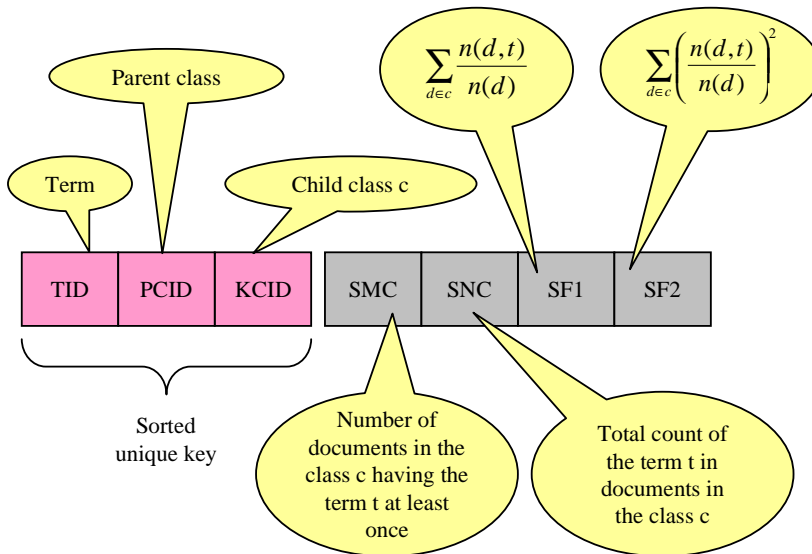 Parent class
Term
Child class c
∑_{d∈c} n(d,t)/n(d)
∑_{d∈c} (n(d,t)/n(d))²
TID PCID KCID SMC SNC SF1 SF2
Sorted
unique key
Number of
documents in the
class c having the
term t at least
once
Total count of
the term t in
documents in
the class c